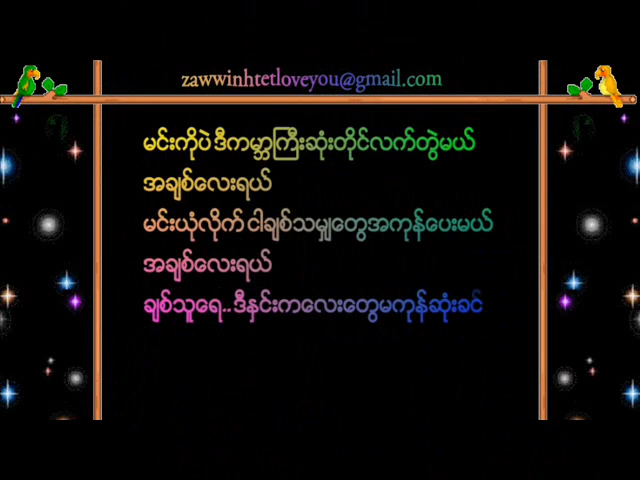 zawwinhtetloveyou@gmail.com
မင်းကိုပဲ ဒီကမ္ဘာကြီးဆုံးတိုင်လက်တွဲမယ်
အချစ်လေးရယ်
မင်းယုံလိုက် ငါချစ်သမျှတွေအကုန်ပေးမယ်
အချစ်လေးရယ်
ချစ်သူရေ.. ဒီနှင်းကလေးတွေမကုန်ဆုံးခင်